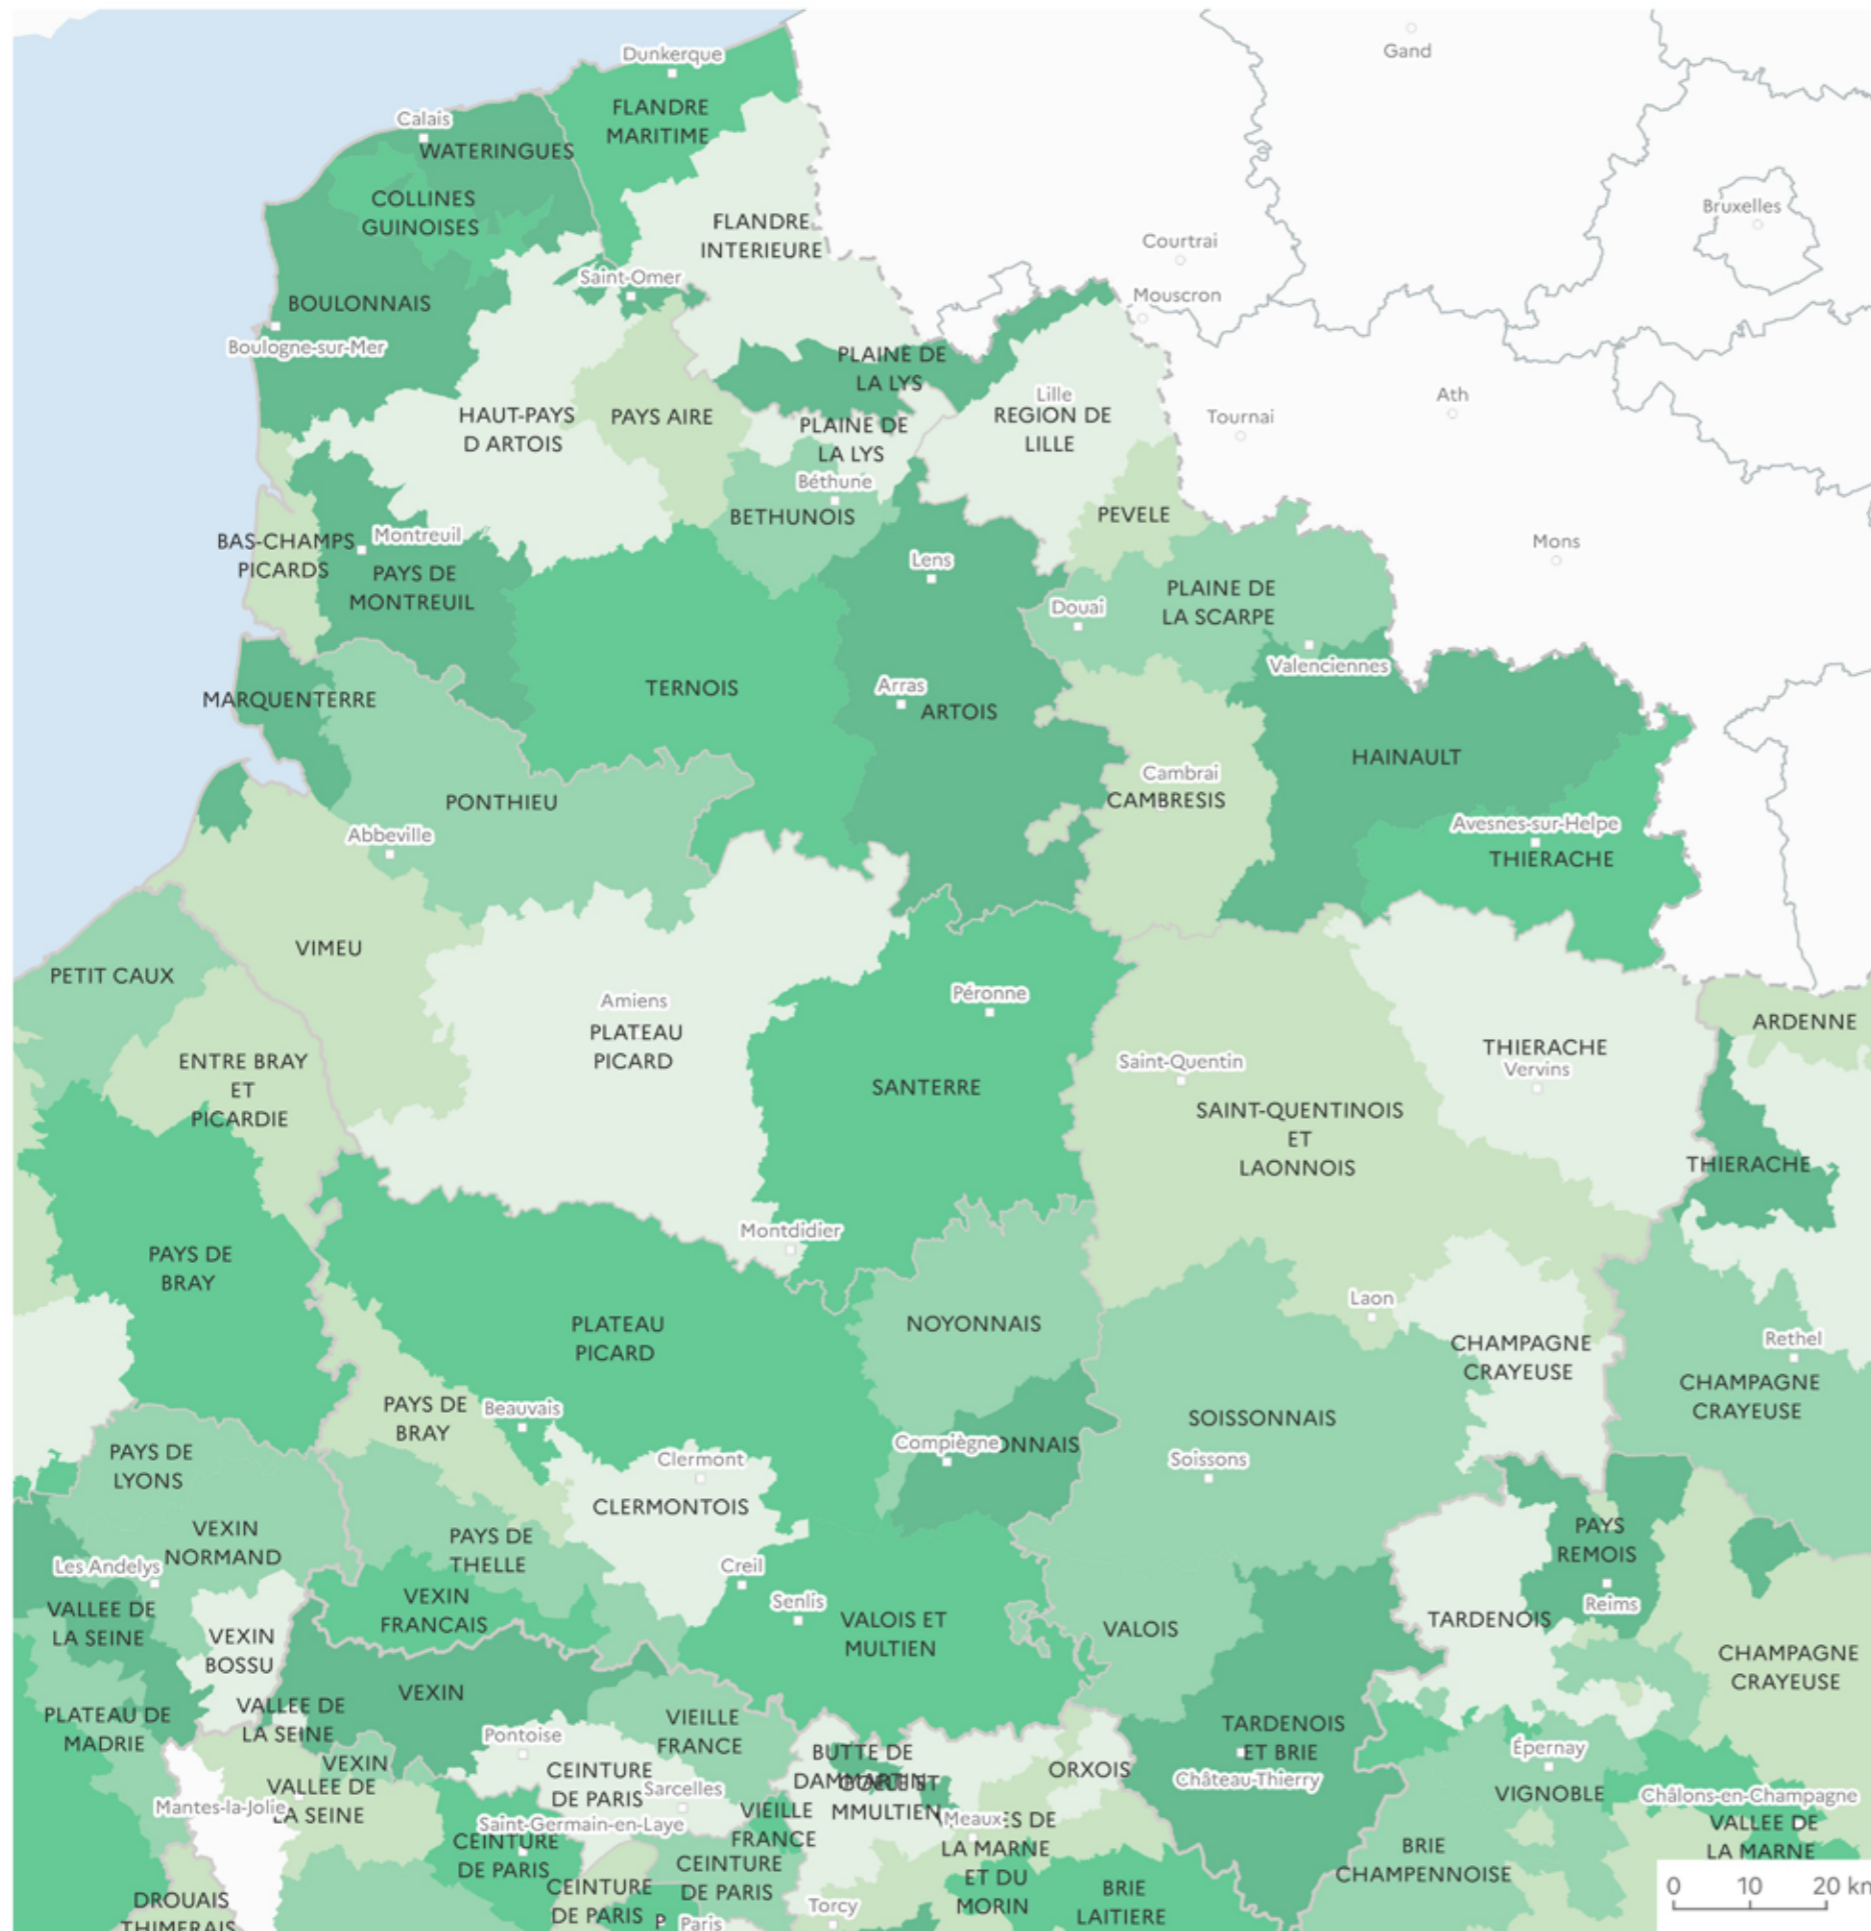 Gand
Dunkerque
FLANDRE
MARITIME
Calais
WATERINGUES
COLLINES
GUINOISES
Bruxelles
FLANDRE
INTERIEURE
Courtrai
Saint-Omer
Mouscron
BOULONNAIS
Boulogne-sur-Mer
PLAINE DE
LA LYS
Lille
REGION DE
LILLE
Ath
Tournai
HAUT-PAYS
D ARTOIS
PAYS AIRE
PLAINE DE
LA LYS
Béthune
BETHUNOIS
PEVELE
Montreuil
BAS-CHAMPS
PICARDS
PAYS DE
MONTREUIL
Lens
Mons
PLAINE DE
LA SCARPE
Douai
Valenciennes
MARQUENTERRE
TERNOIS
Arras
ARTOIS
HAINAULT
Cambrai
CAMBRESIS
PONTHIEU
Abbeville
Avesnes-sur-Helpe
THIERACHE
VIMEU
PETIT CAUX
Amiens
PLATEAU
PICARD
Péronne
ARDENNE
ENTRE BRAY
ET
PICARDIE
SANTERRE
Saint-Quentin
SAINT-QUENTINOIS
ET
LAONNOIS
THIERACHE
Vervins
THIERACHE
PAYS DE
BRAY
Montdidier
Laon
PLATEAU
PICARD
NOYONNAIS
CHAMPAGNE
CRAYEUSE
Rethel
CHAMPAGNE
CRAYEUSE
PAYS DE
BRAY
Beauvais
SOISSONNAIS
Compiègne
ONNAIS
Soissons
PAYS DE
LYONS
Clermont
CLERMONTOIS
VEXIN
NORMAND
PAYS DE
THELLE
PAYS
REMOIS
Les Andelys
Creil
Senlis
VEXIN
FRANCAIS
VALLEE DE
LA SEINE
VEXIN
BOSSU
VALOIS ET
MULTIEN
VALOIS
TARDENOIS
Reims
CHAMPAGNE
CRAYEUSE
VEXIN
VALLEE DE
LA SEINE
PLATEAU DE
MADRIE
VIEILLE
FRANCE
Pontoise
TARDENOIS
ET BRIE
Château-Thierry
Épernay
VEXIN
VALLEE DE
LA SEINE
Mantes-la-Jolie
CEINTURE
DE PARIS
Sarcelles
BUTTE DE
DAMMARTIN
MMULTIEN
Meaux
ORXOIS
VIGNOBLE
Châlons-en-Champagne
VALLEE DE
LA MARNE
Saint-Germain-en-Laye
VIEILLE
FRANCE
ES DE
LA MARNE
ET DU
MORIN
CEINTURE
DE PARIS
CEINTURE
DE PARIS
BRIE
CHAMPENNOISE
CEINTURE
DE PARIS
P
Paris
Torcy
BRIE
LAITIERE
DROUAIS
THIMERAIS
0 10 20 km